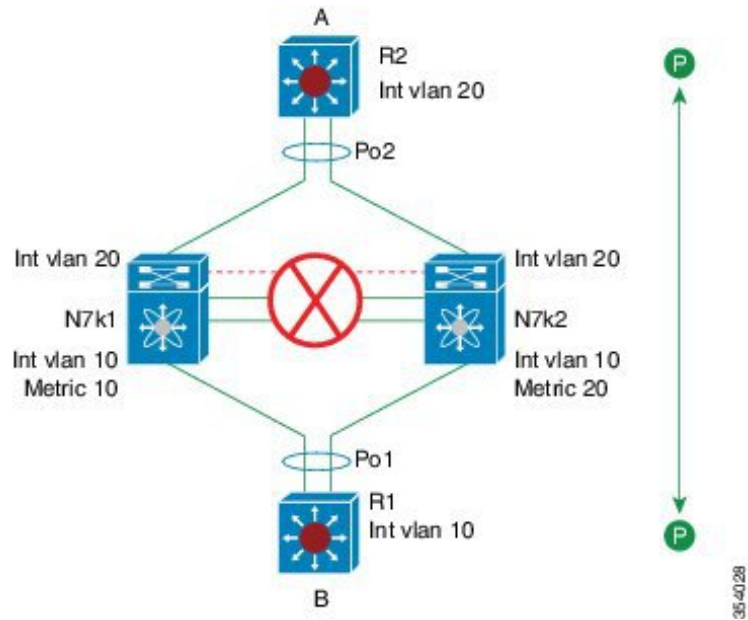 A
R2
Int vlan 20
P
Po2
Int vlan 20
Int vlan 20
N7k1
N7k2
Int vlan 10
Metric 10
Int vlan 10
Metric 20
Po1
R1
Int vlan 10
P
B
354028